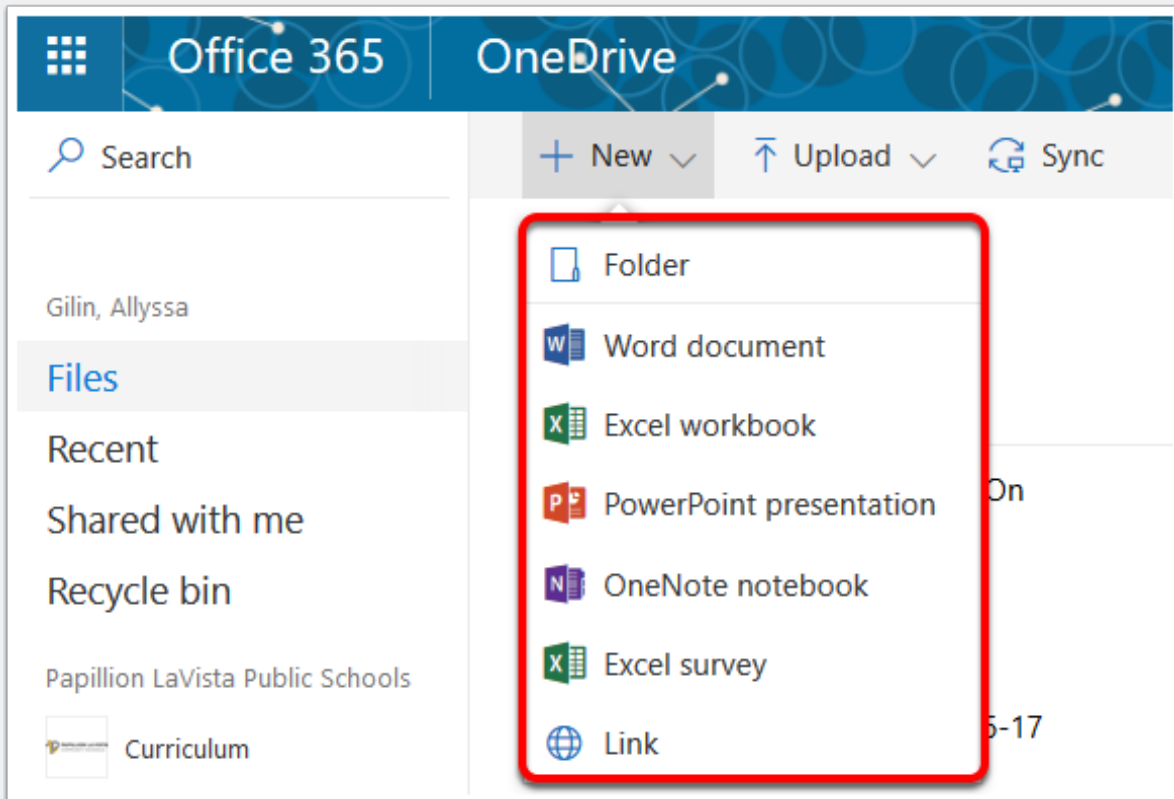 Office 365 OneDrive
Search
New Upload Sync
Gilin, Allyssa
Files
Recent
Shared with me
Recycle bin
Papillion LaVista Public Schools
Curriculum
Folder
Word document
Excel workbook
PowerPoint presentation
OneNote notebook
Excel survey
Link
On
-17